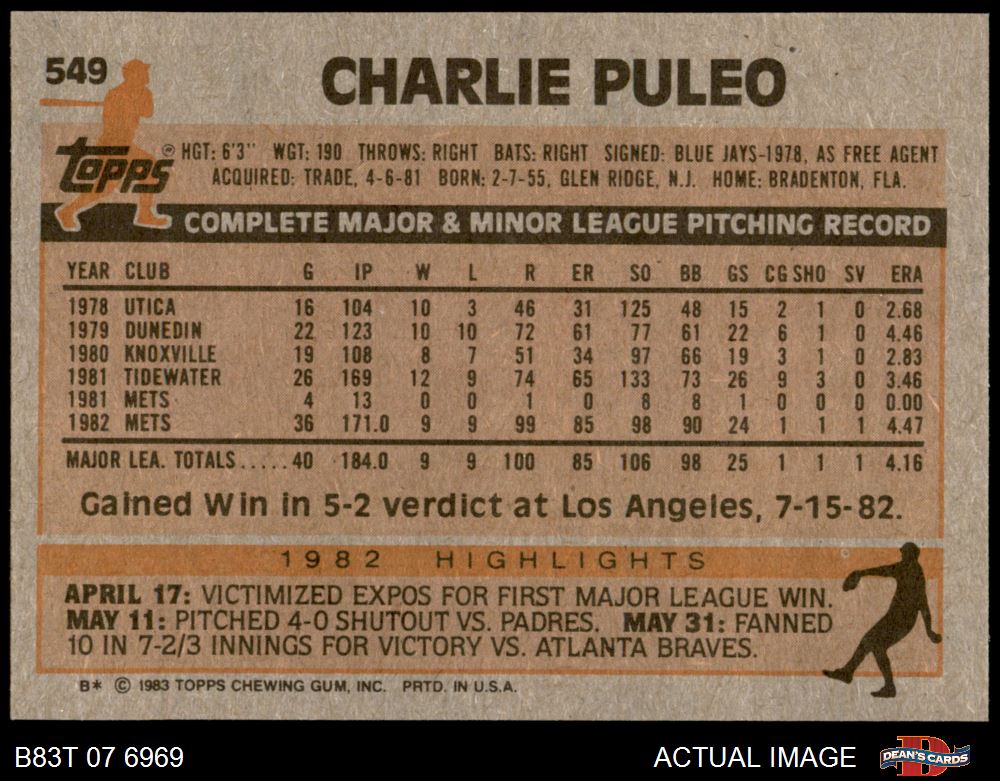 549
CHARLIE PULEO
Topps® HGT: 6'3" WGT: 190 THROWS: RIGHT BATS: RIGHT SIGNED: BLUE JAYS-1978, AS FREE AGENT
ACQUIRED: TRADE, 4-6-81 BORN: 2-7-55, GLEN RIDGE, N.J. HOME: BRADENTON, FLA.
COMPLETE MAJOR & MINOR LEAGUE PITCHING RECORD
YEAR CLUB G IP W L R ER SO BB GS CG SHO SV ERA
1978 UTICA 16 104 10 3 46 31 125 48 15 2 1 0 2.68
1979 DUNEDIN 22 123 10 10 72 61 77 61 22 6 1 0 4.46
1980 KNOXVILLE 19 108 8 7 51 34 97 66 19 3 1 0 2.83
1981 TIDEWATER 26 169 12 9 74 65 133 73 26 9 3 0 3.46
1981 METS 4 13 0 0 1 0 8 8 1 0 0 0 0.00
1982 METS 36 171.0 9 9 99 85 98 90 24 1 1 1 4.47
MAJOR LEA. TOTALS.....40 184.0 9 9 100 85 106 98 25 1 1 1 4.16
Gained Win in 5-2 verdict at Los Angeles, 7-15-82.
1982 HIGHLIGHTS
APRIL 17: VICTIMIZED EXPOS FOR FIRST MAJOR LEAGUE WIN.
MAY 11: PITCHED 4-0 SHUTOUT VS. PADRES. MAY 31: FANNED
10 IN 7-2/3 INNINGS FOR VICTORY VS. ATLANTA BRAVES.
B* © 1983 TOPPS CHEWING GUM, INC. PRTD. IN U.S.A.
B83T 07 6969
ACTUAL IMAGE
DEAN'S CARDS